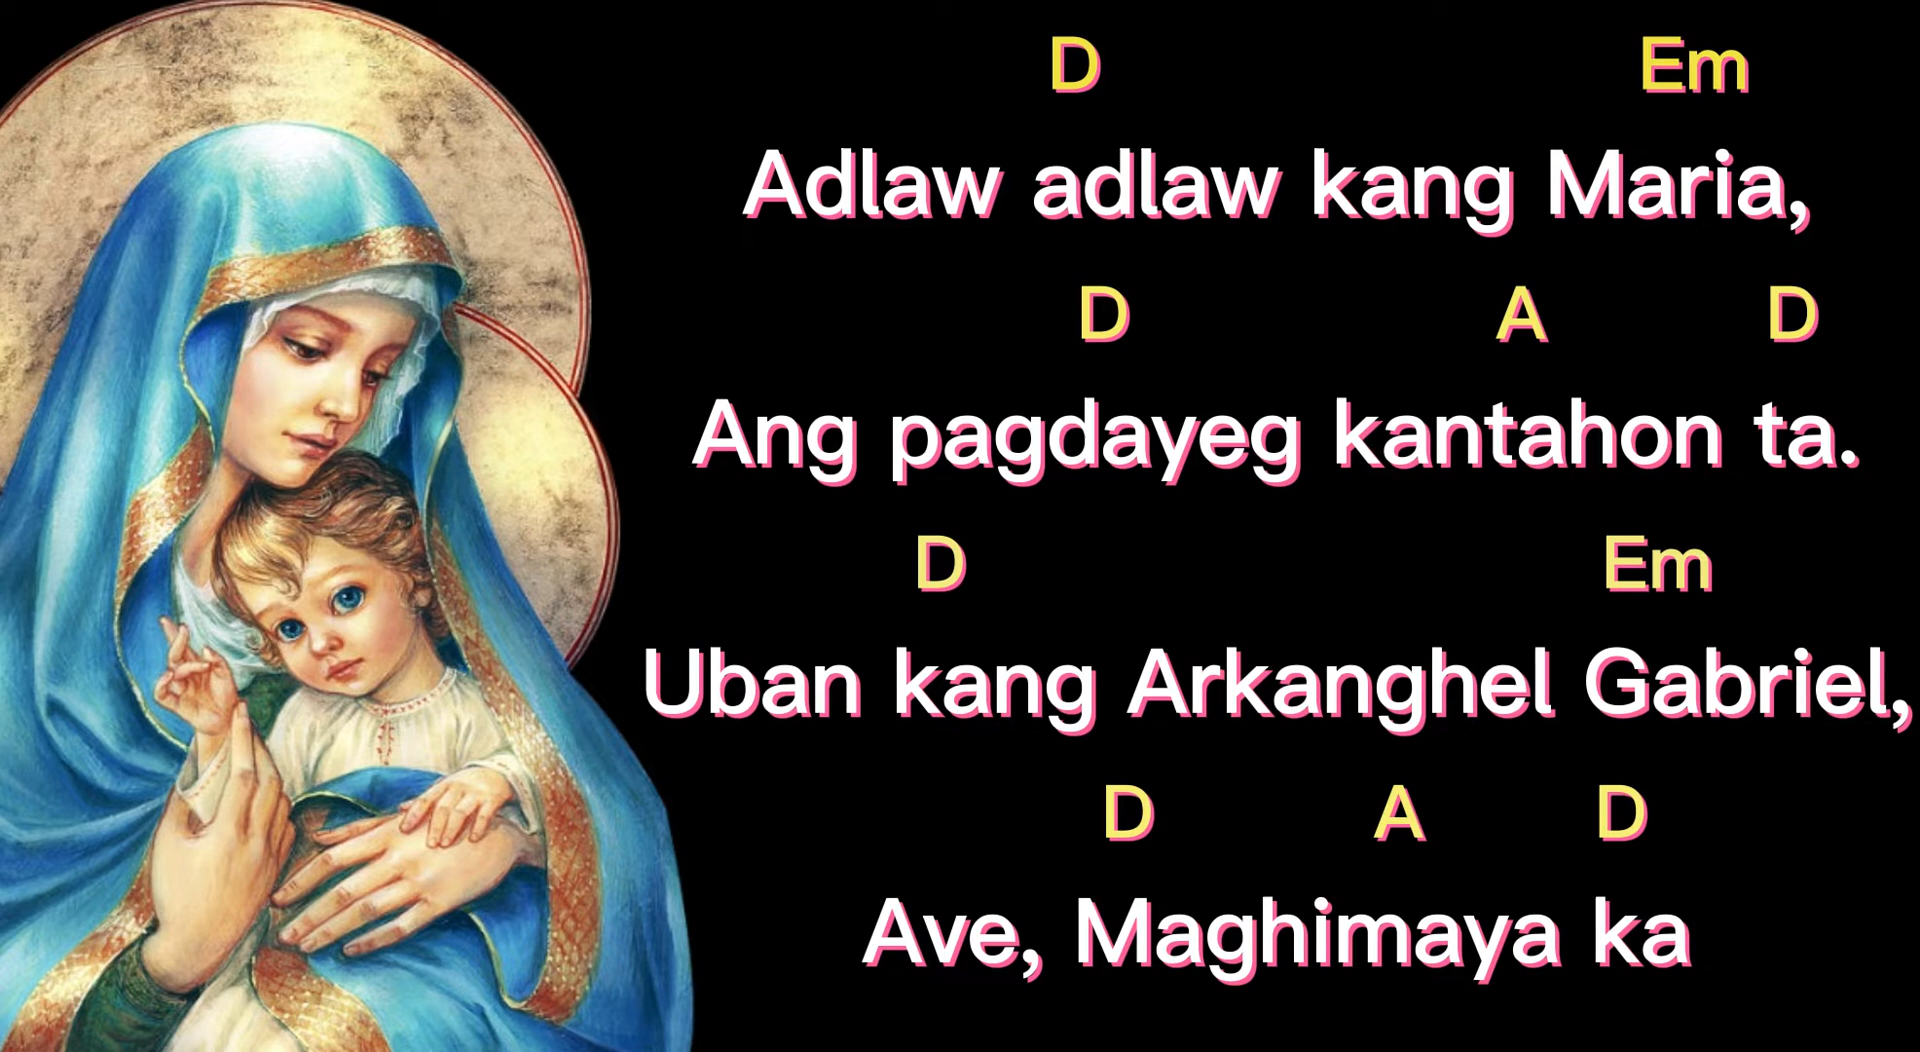 D Em
Adlaw adlaw kang Maria,
D A D
Ang pagdayeg kantahon ta.
D Em
Uban kang Arkanghel Gabriel,
D A D
Ave, Maghimaya ka